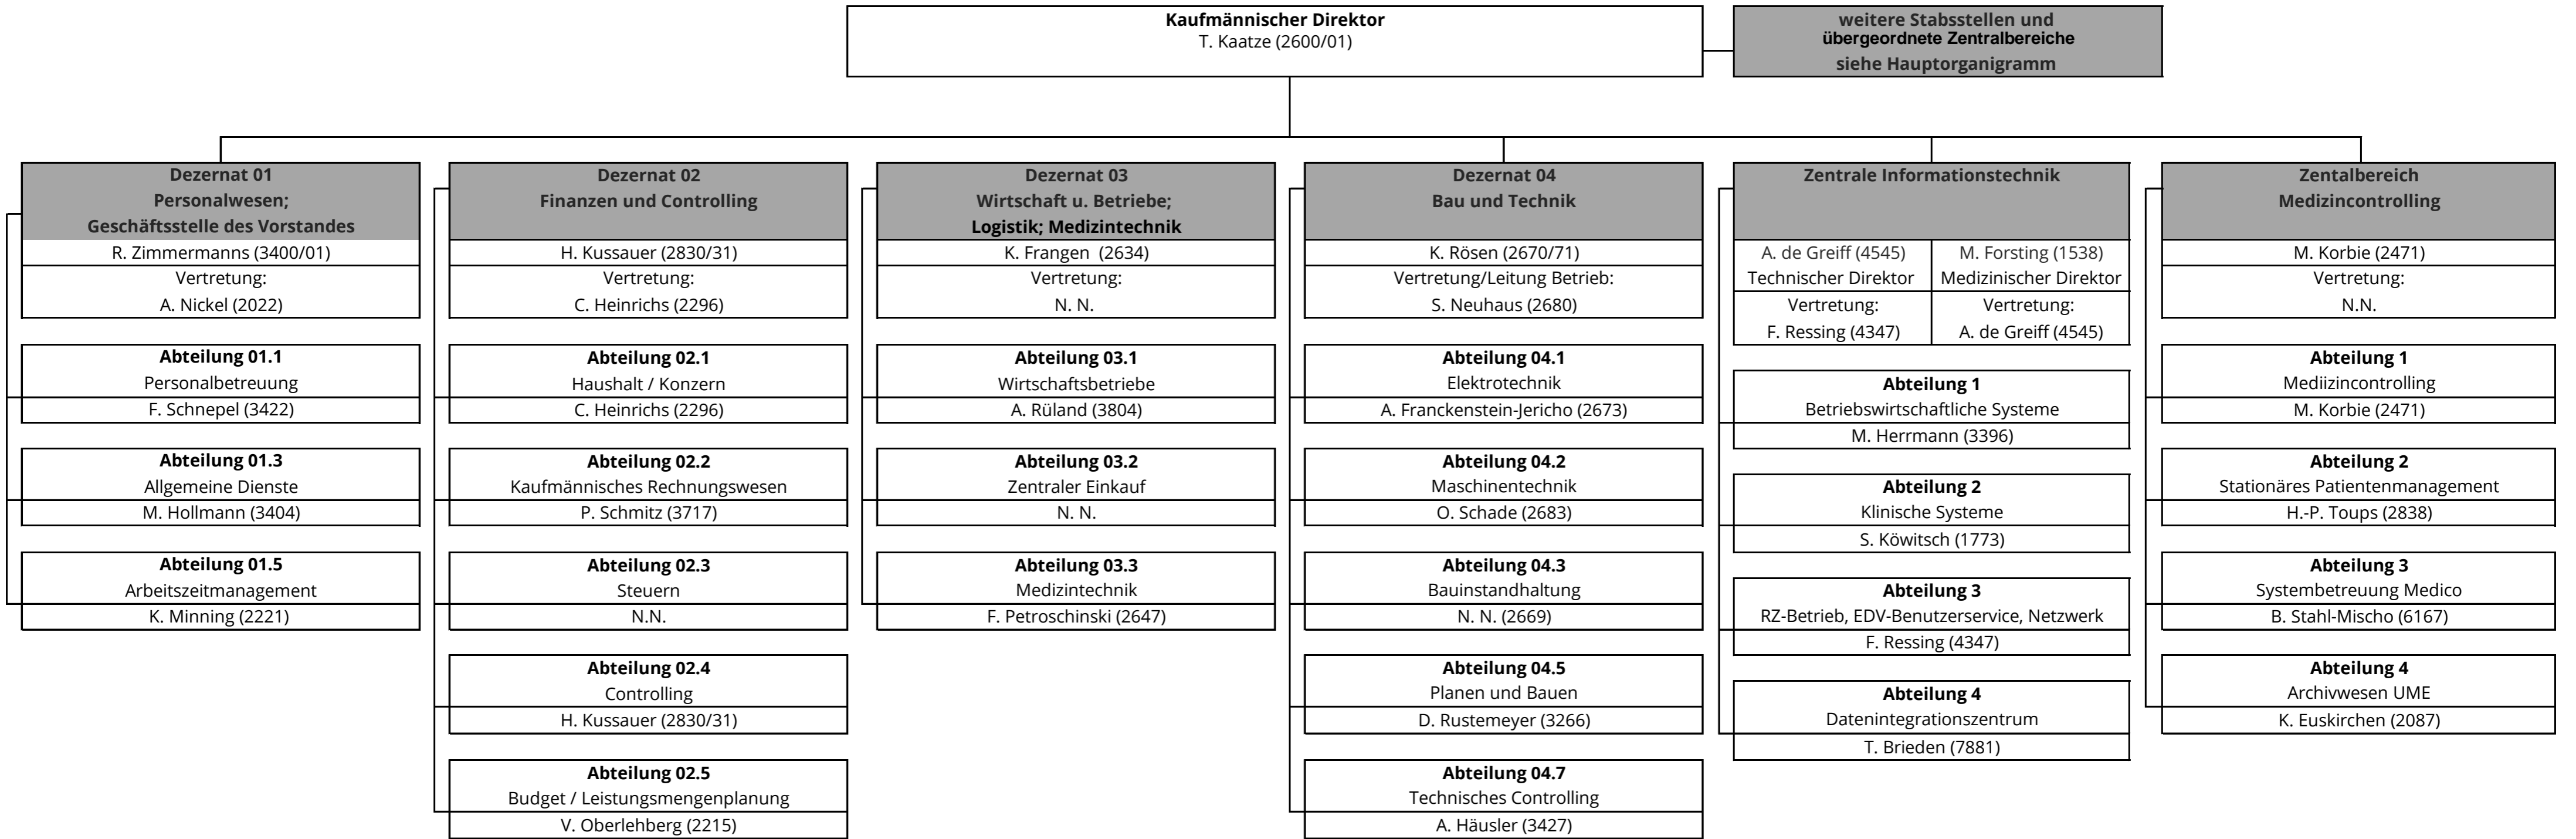 Kaufmännischer Direktor
T. Kaatze (2600/01)
weitere Stabsstellen und
übergeordnete Zentralbereiche
siehe Hauptorganigramm
Dezernat 01
Personalwesen;
Geschäftsstelle des Vorstandes
R. Zimmermanns (3400/01)
Vertretung:
A. Nickel (2022)
Abteilung 01.1
Personalbetreuung
F. Schnepel (3422)
Abteilung 01.3
Allgemeine Dienste
M. Hollmann (3404)
Abteilung 01.5
Arbeitszeitmanagement
K. Minning (2221)
Dezernat 02
Finanzen und Controlling
H. Kussauer (2830/31)
Vertretung:
C. Heinrichs (2296)
Abteilung 02.1
Haushalt / Konzern
C. Heinrichs (2296)
Abteilung 02.2
Kaufmännisches Rechnungswesen
P. Schmitz (3717)
Abteilung 02.3
Steuern
N.N.
Abteilung 02.4
Controlling
H. Kussauer (2830/31)
Abteilung 02.5
Budget / Leistungsmengenplanung
V. Oberlehberg (2215)
Dezernat 03
Wirtschaft u. Betriebe;
Logistik; Medizintechnik
K. Frangen (2634)
Vertretung:
N. N.
Abteilung 03.1
Wirtschaftsbetriebe
A. Rüland (3804)
Abteilung 03.2
Zentraler Einkauf
N. N.
Abteilung 03.3
Medizintechnik
F. Petroschinski (2647)
Dezernat 04
Bau und Technik
K. Rösen (2670/71)
Vertretung/Leitung Betrieb:
S. Neuhaus (2680)
Abteilung 04.1
Elektrotechnik
A. Franckenstein-Jericho (2673)
Abteilung 04.2
Maschinentechnik
O. Schade (2683)
Abteilung 04.3
Bauinstandhaltung
N. N. (2669)
Abteilung 04.5
Planen und Bauen
D. Rustemeyer (3266)
Abteilung 04.7
Technisches Controlling
A. Häusler (3427)
Zentrale Informationstechnik
A. de Greiff (4545)
Technischer Direktor
Vertretung:
F. Ressing (4347)
M. Forsting (1538)
Medizinischer Direktor
Vertretung:
A. de Greiff (4545)
Abteilung 1
Betriebswirtschaftliche Systeme
M. Herrmann (3396)
Abteilung 2
Klinische Systeme
S. Köwitsch (1773)
Abteilung 3
RZ-Betrieb, EDV-Benutzerservice, Netzwerk
F. Ressing (4347)
Abteilung 4
Datenintegrationszentrum
T. Brieden (7881)
Zentalbereich
Medizincontrolling
M. Korbie (2471)
Vertretung:
N.N.
Abteilung 1
Mediizincontrolling
M. Korbie (2471)
Abteilung 2
Stationäres Patientenmanagement
H.-P. Toups (2838)
Abteilung 3
Systembetreuung Medico
B. Stahl-Mischo (6167)
Abteilung 4
Archivwesen UME
K. Euskirchen (2087)